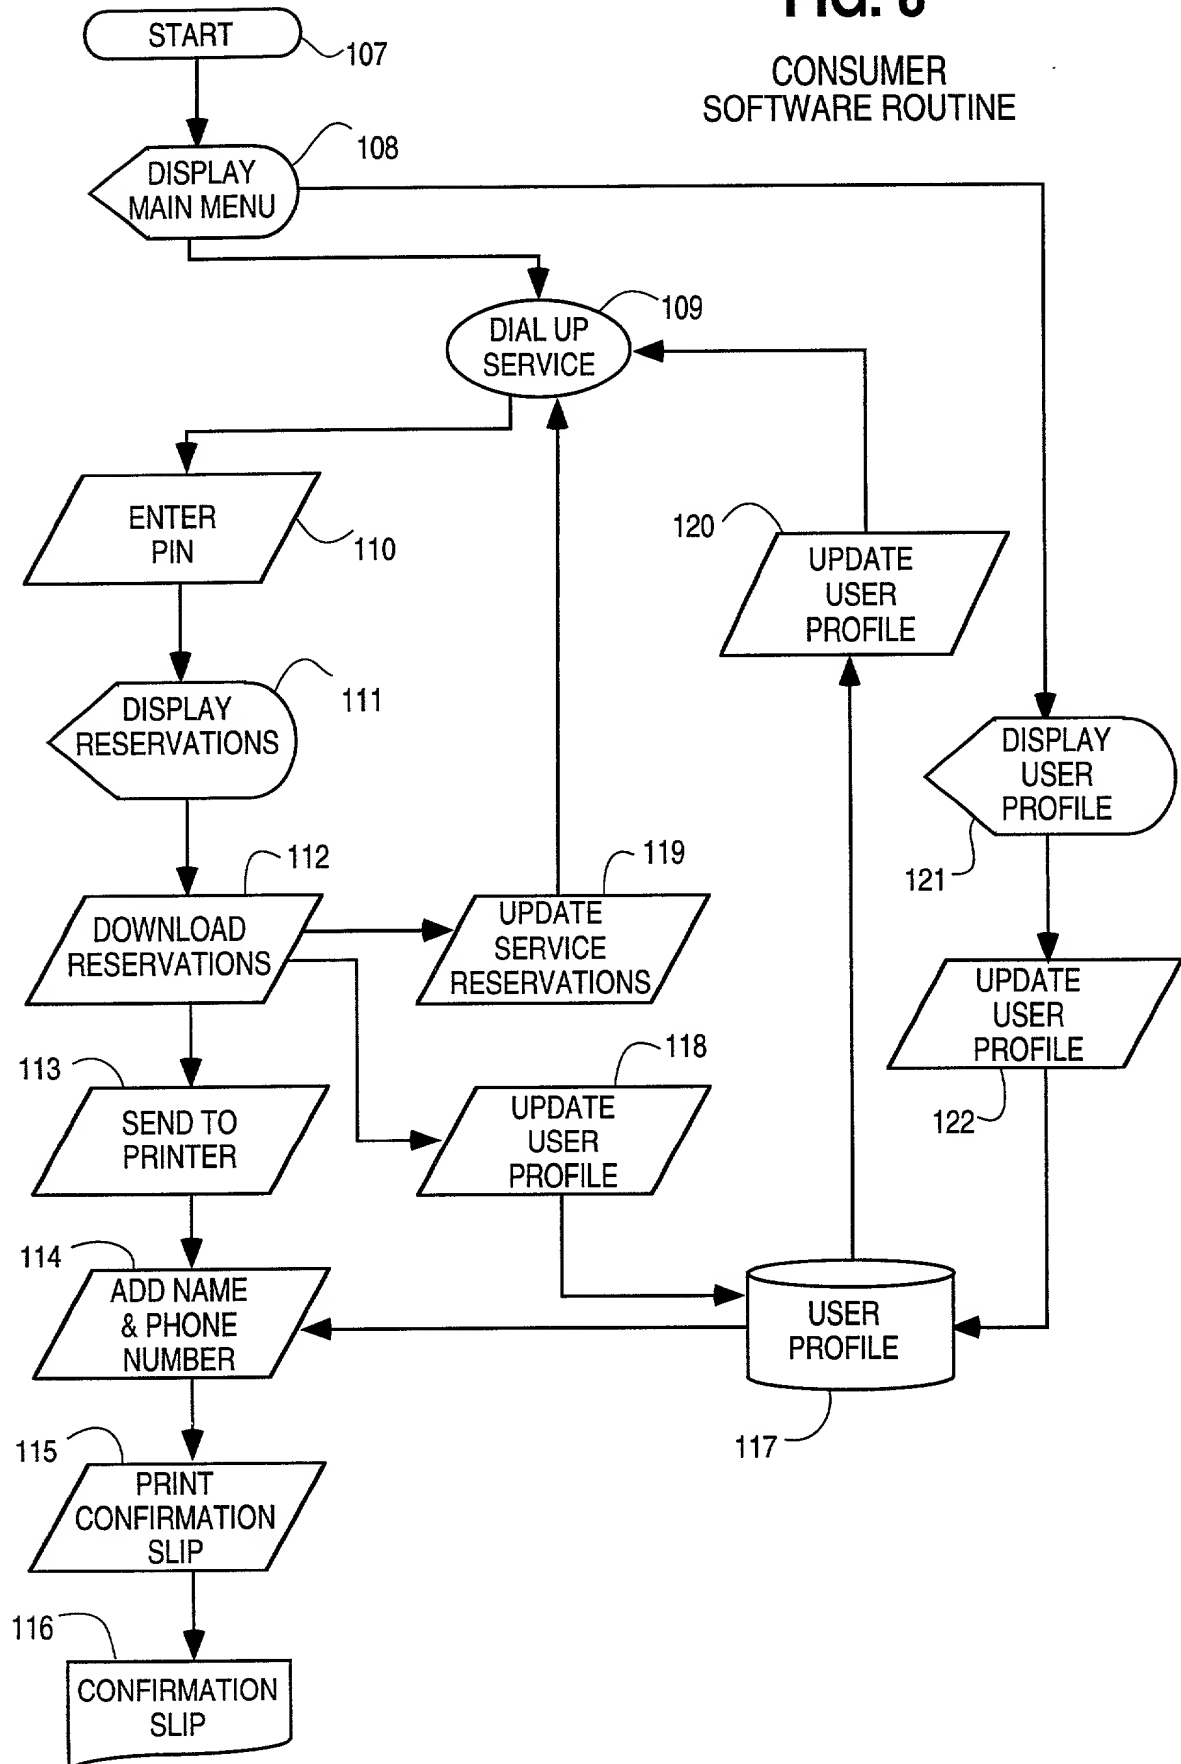 START
107
CONSUMER
SOFTWARE ROUTINE
108
DISPLAY
MAIN MENU
109
DIAL UP
SERVICE
ENTER
PIN
110
120
UPDATE
USER
PROFILE
111
DISPLAY
RESERVATIONS
DISPLAY
USER
PROFILE
121
112
DOWNLOAD
RESERVATIONS
119
UPDATE
SERVICE
RESERVATIONS
UPDATE
USER
PROFILE
122
113
SEND TO
PRINTER
118
UPDATE
USER
PROFILE
114
ADD NAME
& PHONE
NUMBER
USER
PROFILE
117
115
PRINT
CONFIRMATION
SLIP
116
CONFIRMATION
SLIP